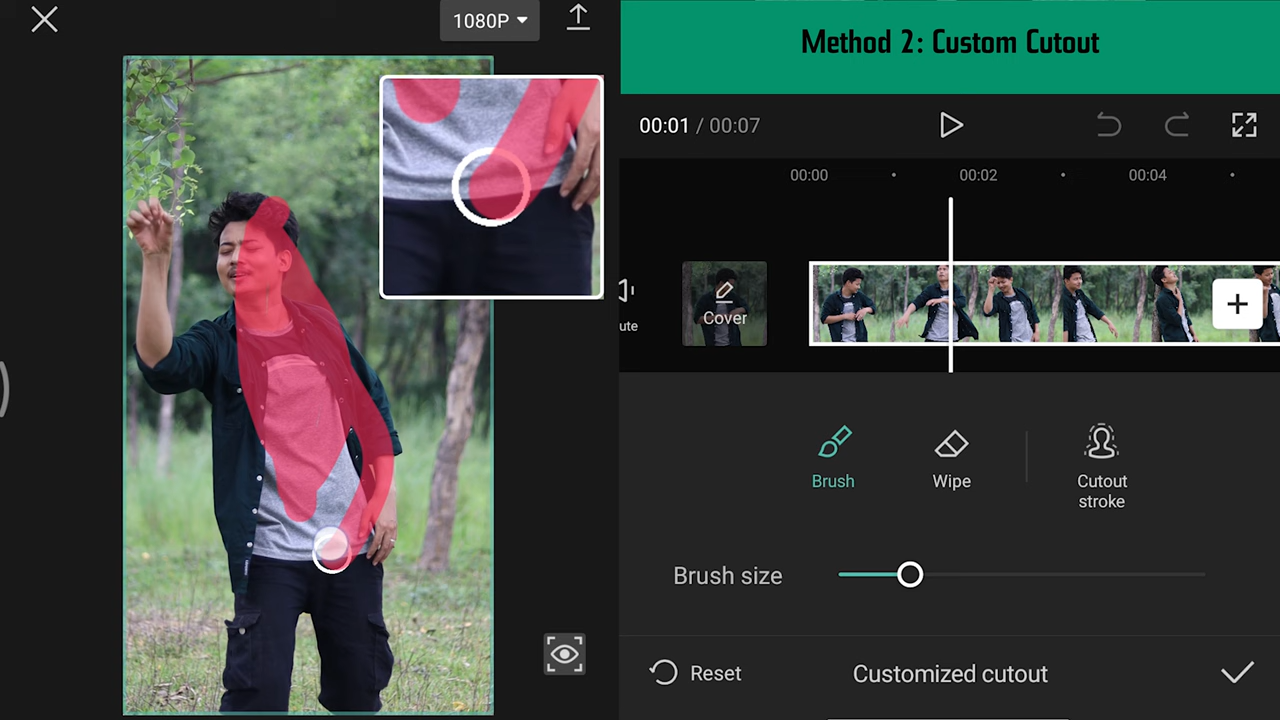 1080P
Method 2: Custom Cutout
00:01 / 00:07
00:00
00:02
00:04
ute
Cover
Brush
Wipe
Cutout
stroke
Brush size
Reset
Customized cutout